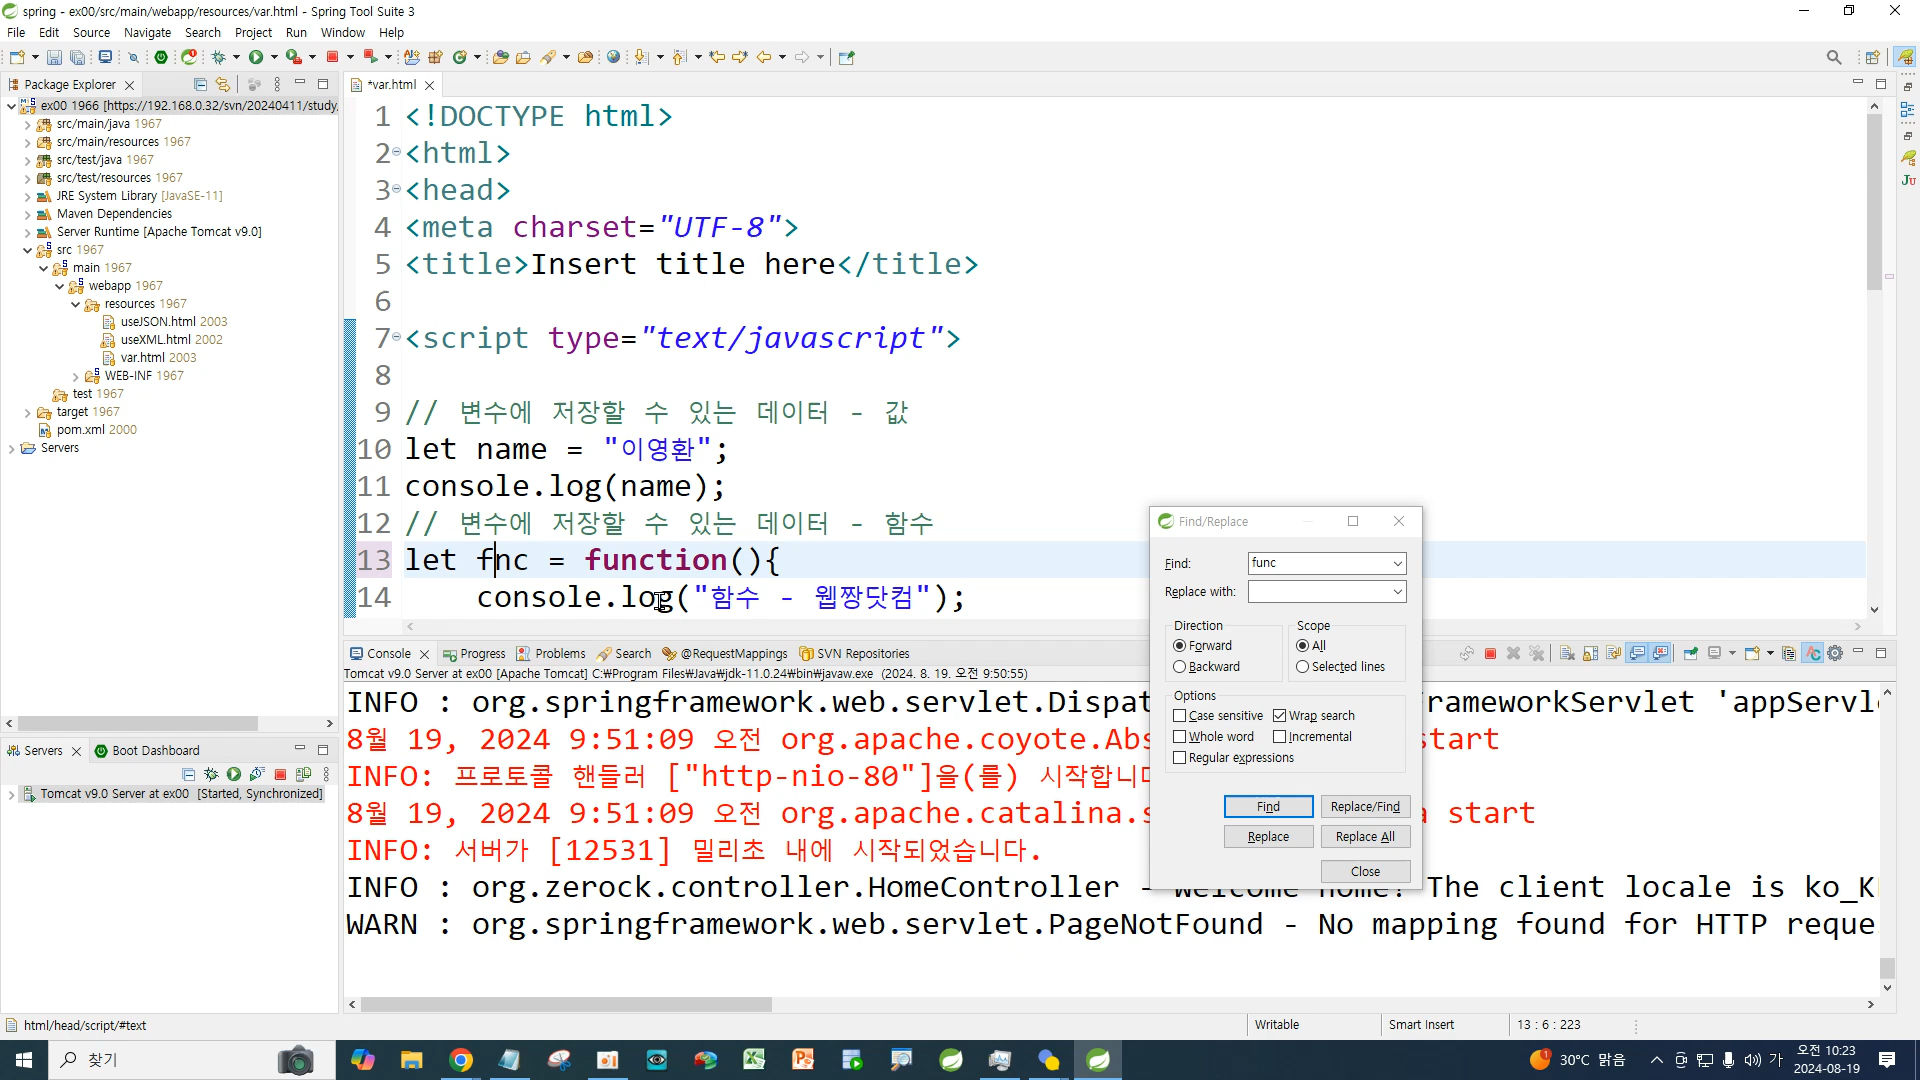 spring - ex00/src/main/webapp/resources/var.html - Spring Tool Suite 3
File Edit Source Navigate Search Project Run Window Help
Package Explorer
ex00 1966 [https://192.168.0.32/svn/20240411/study,
src/main/java 1967
src/main/resources 1967
src/test/java 1967
src/test/resources 1967
JRE System Library [JavaSE-11]
Maven Dependencies
Server Runtime [Apache Tomcat v9.0]
src 1967
main 1967
webapp 1967
resources 1967
useJSON.html 2003
useXML.html 2002
var.html 2003
WEB-INF 1967
test 1967
target 1967
pom.xml 2000
Servers
*var.html
1 <!DOCTYPE html>
2 <html>
3 <head>
4 <meta charset="UTF-8">
5 <title>Insert title here</title>
6
7 <script type="text/javascript">
8
9 // 변수에 저장할 수 있는 데이터 - 값
10 let name = "이영환";
11 console.log(name);
12 // 변수에 저장할 수 있는 데이터 - 함수
13 let fnc = function(){
14 console.log("함수 - 웹짱닷컴");
Find/Replace
Find: func
Replace with:
Direction
Forward
Backward
Scope
All
Selected lines
Options
Case sensitive Wrap search
Whole word Incremental
Regular expressions
Find Replace/Find
Replace Replace All
Close
Console Progress Problems Search @RequestMappings SVN Repositories
Tomcat v9.0 Server at ex00 [Apache Tomcat] C:₩Program Files₩Java₩jdk-11.0.24₩bin₩javaw.exe (2024. 8. 19. 오전 9:50:55)
INFO : org.springframework.web.servlet.Dispat rameworkServlet 'appServl
8월 19, 2024 9:51:09 오전 org.apache.coyote.Abs start
INFO: 프로토콜 핸들러 ["http-nio-80"]을(를) 시작합니다
8월 19, 2024 9:51:09 오전 org.apache.catalina.s a start
INFO: 서버가 [12531] 밀리초 내에 시작되었습니다.
INFO : org.zerock.controller.HomeController - Welcome home! The client locale is ko_K
WARN : org.springframework.web.servlet.PageNotFound - No mapping found for HTTP reque
Servers Boot Dashboard
Tomcat v9.0 Server at ex00 [Started, Synchronized]
html/head/script/#text
Writable
Smart Insert
13 : 6 : 223
찾기
30°C 맑음
가
오전 10:23
2024-08-19